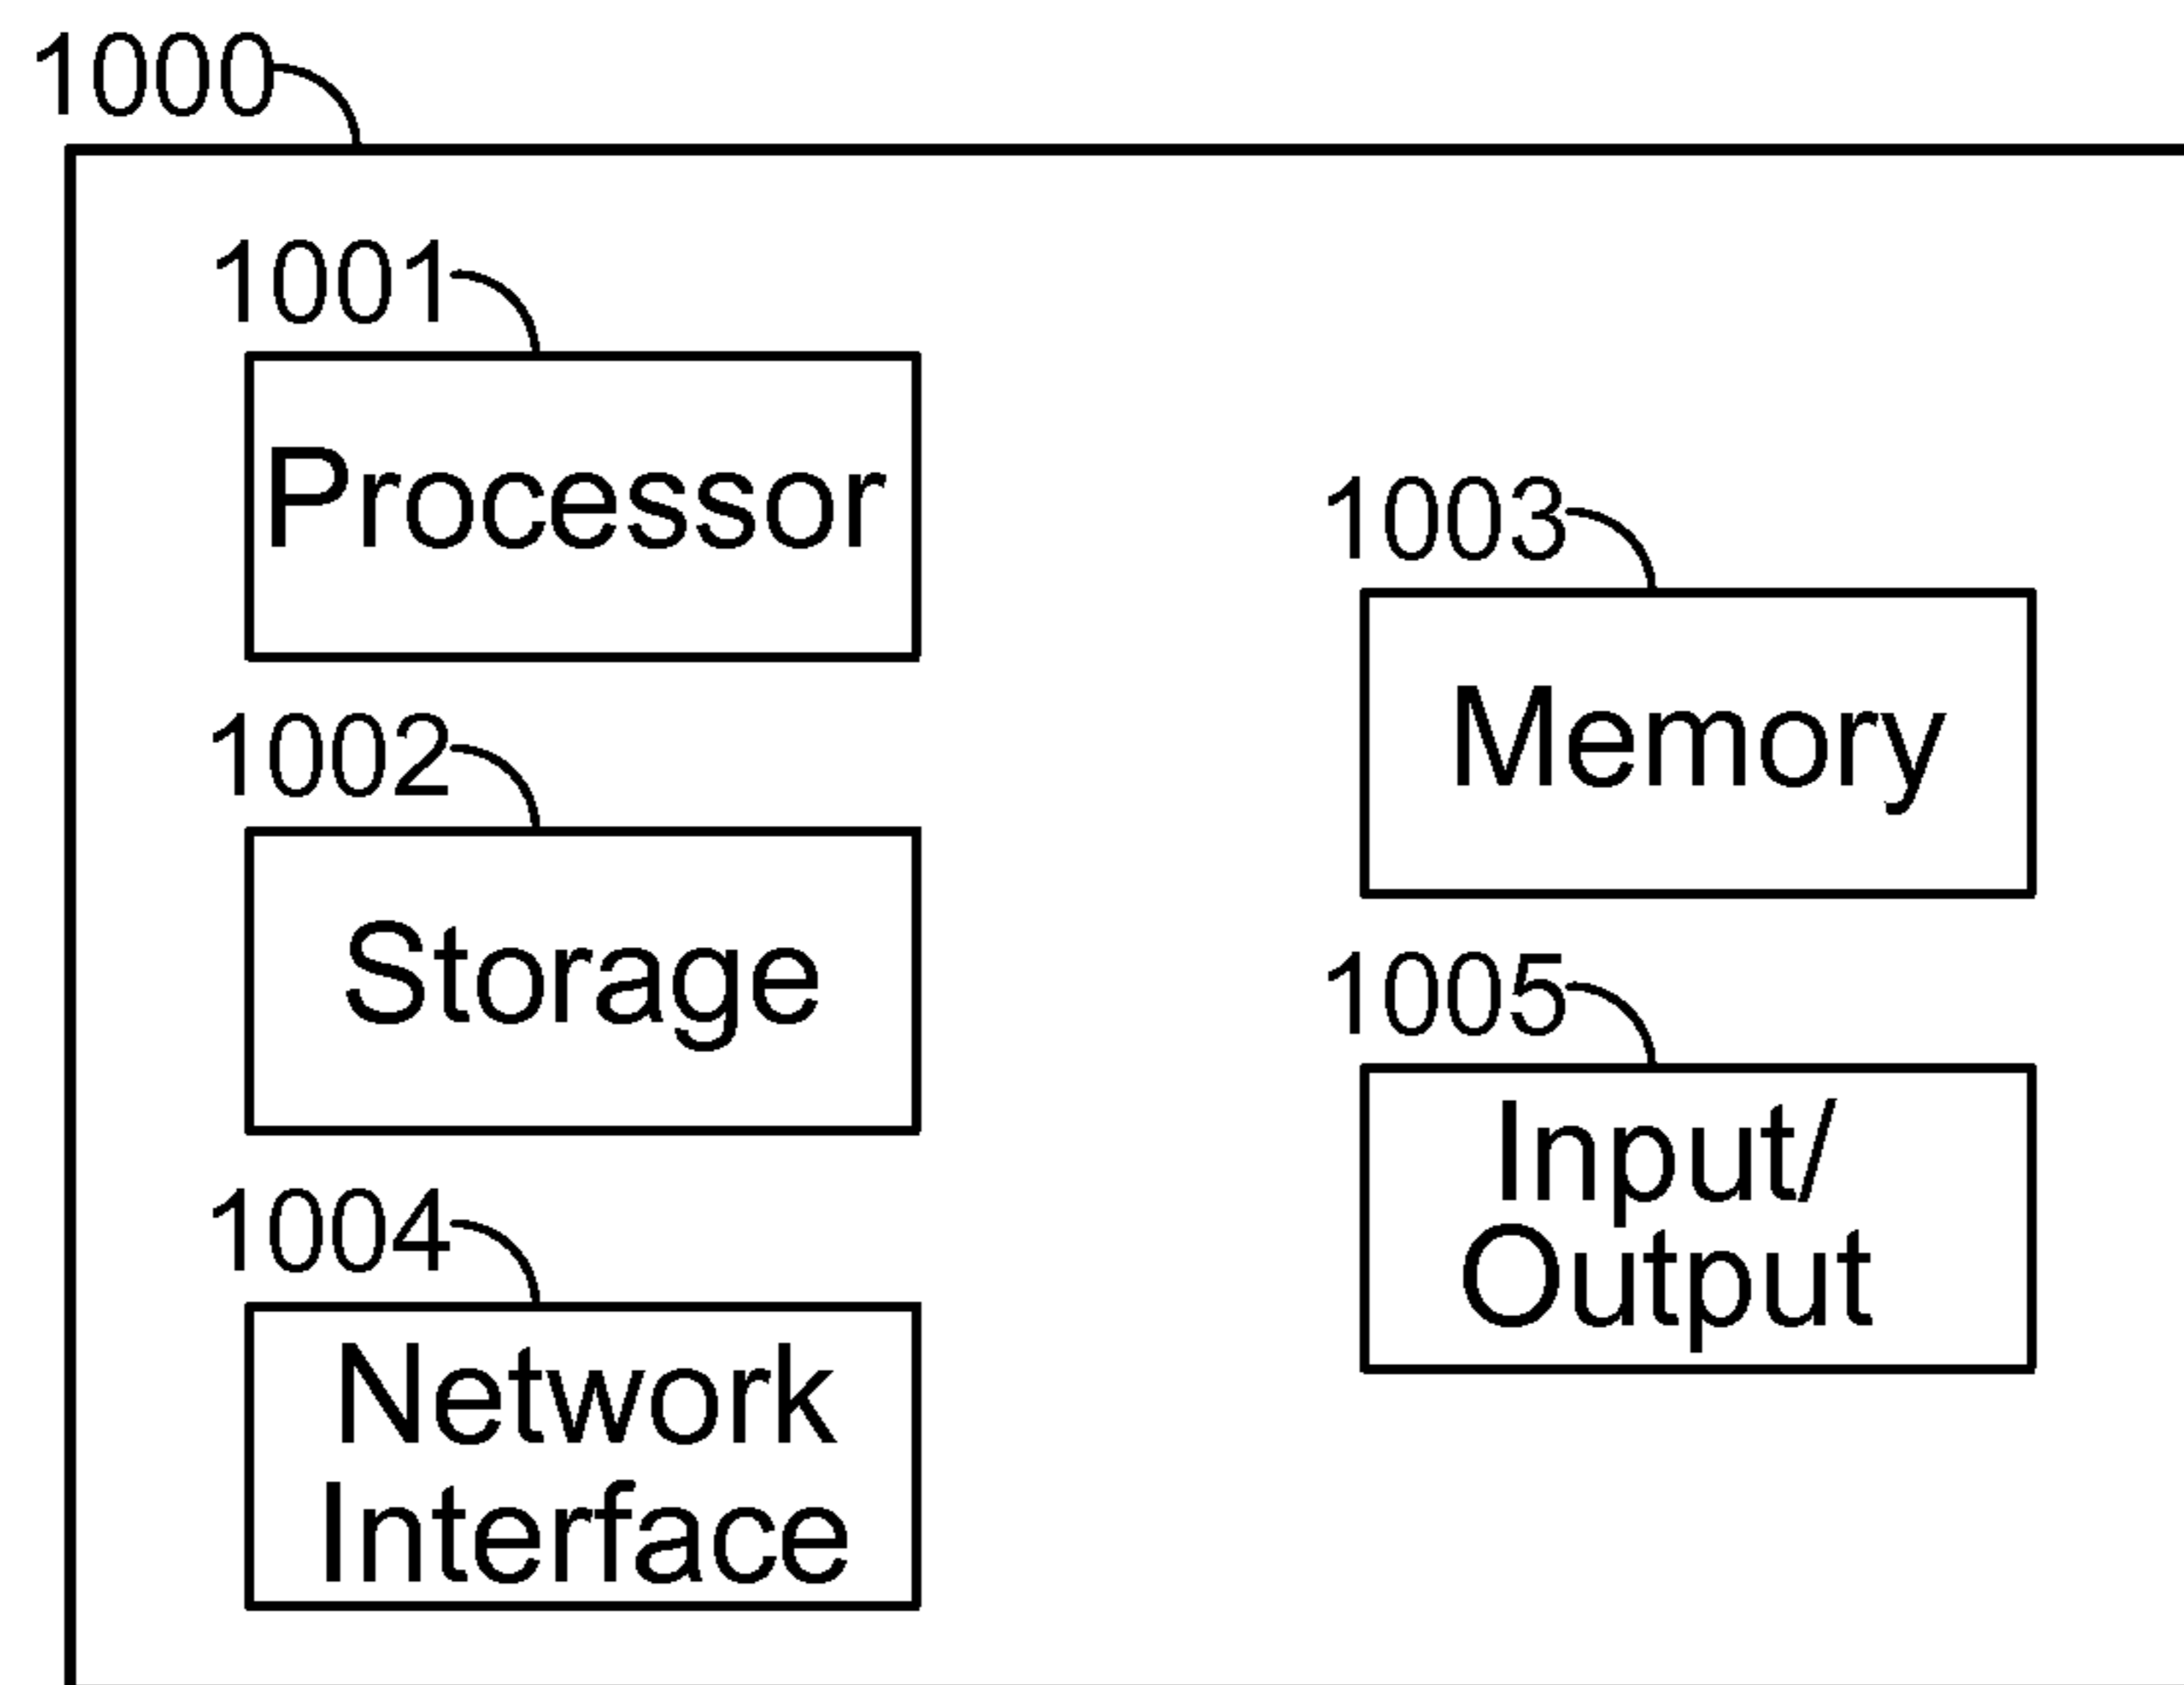 1000
1001
Processor
1003
Memory
1002
Storage
1005
Input/
Output
1004
Network
Interface